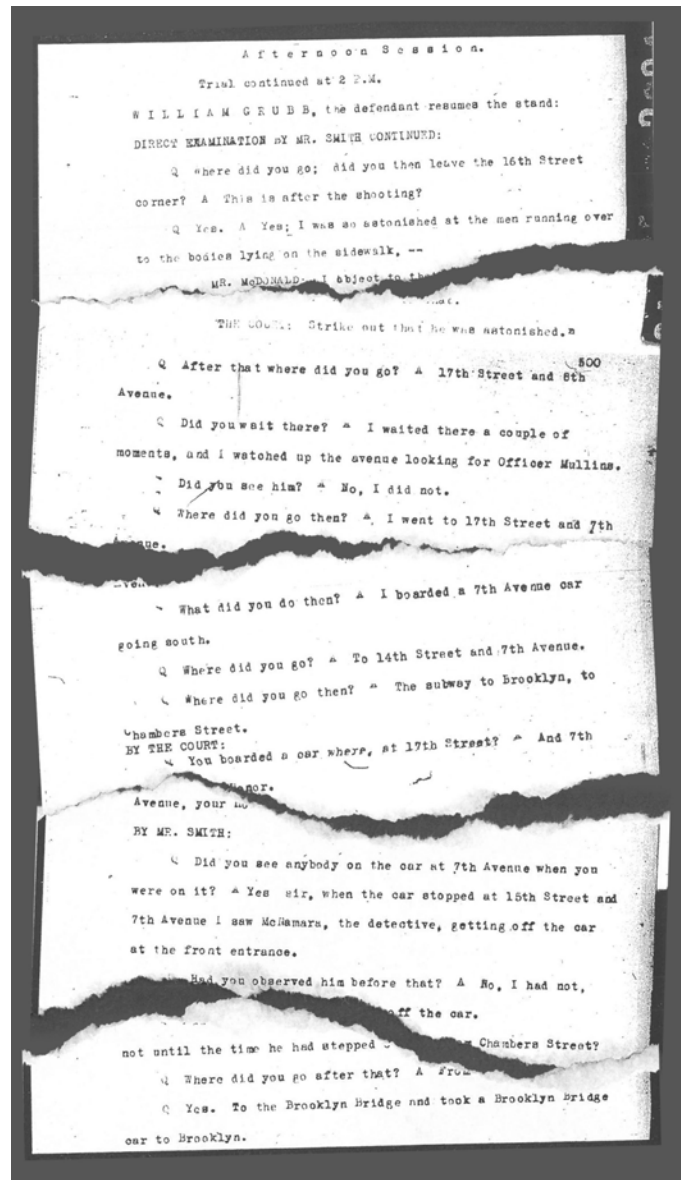 Afternoon Session.
Trial continued at 2 P.M.
WILLIAM GRUBB, the defendant resumes the stand:
DIRECT EXAMINATION BY MR. SMITH CONTINUED:
Q Where did you go; did you then leave the 16th Street
corner? A This is after the shooting?
Q Yes. A Yes; I was so astonished at the men running over
to the bodies lying on the sidewalk, --
MR. McDONALD: I object to
THE COURT: Strike out that he was astonished.
500
Q After that where did you go? A 17th Street and 8th
Avenue.
Q Did you wait there? A I waited there a couple of
moments, and I watched up the avenue looking for Officer Mullins.
Did you see him? A No, I did not.
Q Where did you go then? A I went to 17th Street and 7th
Avenue.
What did you do then? A I boarded a 7th Avenue car
going south.
Q Where did you go? A To 14th Street and 7th Avenue.
Q Where did you go then? A The subway to Brooklyn, to
Chambers Street.
BY THE COURT:
Q You boarded a car where, at 17th Street? A And 7th
Avenue, your Honor.
BY MR. SMITH:
Q Did you see anybody on the car at 7th Avenue when you
were on it? A Yes sir, when the car stopped at 15th Street and
7th Avenue I saw McNamara, the detective, getting off the car
at the front entrance.
Had you observed him before that? A No, I had not,
not until the time he had stepped off the car.
Q Where did you go after that? A From Chambers Street?
Q Yes. To the Brooklyn Bridge and took a Brooklyn Bridge
car to Brooklyn.